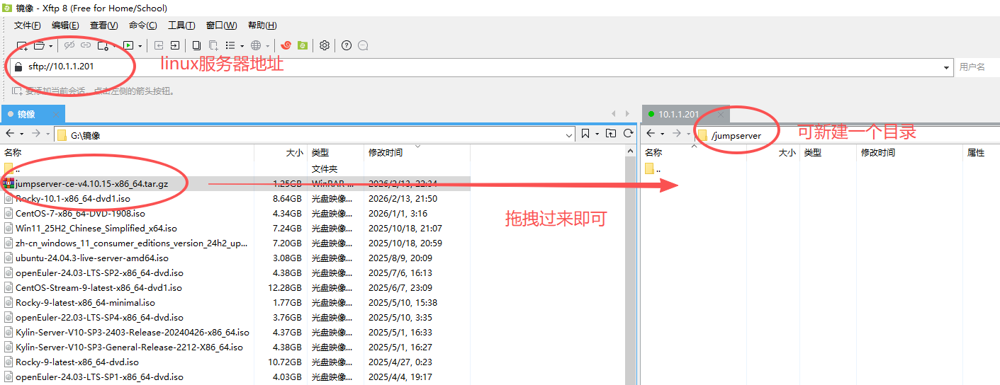 镜像 - Xftp 8 (Free for Home/School)
文件(F) 编辑(E) 查看(V) 命令(C) 工具(T) 窗口(W) 帮助(H)
sftp://10.1.1.201
linux服务器地址
用户名
要添加当前会话，点击左侧的箭头按钮。
镜像
10.1.1.201
G:\镜像
/jumpserver
可新建一个目录
名称 大小 类型 修改时间
名称 大小 类型 修改时间 属性
.. 文件夹
..
jumpserver-ce-v4.10.15-x86_64.tar.gz 1.25GB WinRAR ... 2026/2/13, 22:34
Rocky-10.1-x86_64-dvd1.iso 8.64GB 光盘映像... 2026/2/13, 21:50
CentOS-7-x86_64-DVD-1908.iso 4.34GB 光盘映像... 2026/1/1, 3:16
拖拽过来即可
Win11_25H2_Chinese_Simplified_x64.iso 7.24GB 光盘映像... 2025/10/18, 21:07
zh-cn_windows_11_consumer_editions_version_24h2_up... 7.20GB 光盘映像... 2025/10/18, 20:59
ubuntu-24.04.3-live-server-amd64.iso 3.08GB 光盘映像... 2025/8/9, 20:09
openEuler-24.03-LTS-SP2-x86_64-dvd.iso 4.38GB 光盘映像... 2025/7/6, 16:13
CentOS-Stream-9-latest-x86_64-dvd1.iso 12.28GB 光盘映像... 2025/6/7, 23:09
Rocky-9-latest-x86_64-minimal.iso 1.77GB 光盘映像... 2025/5/10, 15:38
openEuler-22.03-LTS-SP4-x86_64-dvd.iso 3.76GB 光盘映像... 2025/5/10, 3:35
Kylin-Server-V10-SP3-2403-Release-20240426-x86_64.iso 4.37GB 光盘映像... 2025/5/1, 16:33
Kylin-Server-V10-SP3-General-Release-2212-X86_64.iso 4.38GB 光盘映像... 2025/5/1, 16:27
Rocky-9-latest-x86_64-dvd.iso 10.72GB 光盘映像... 2025/4/27, 0:23
openEuler-24.03-LTS-SP1-x86_64-dvd.iso 4.03GB 光盘映像... 2025/4/4, 19:17